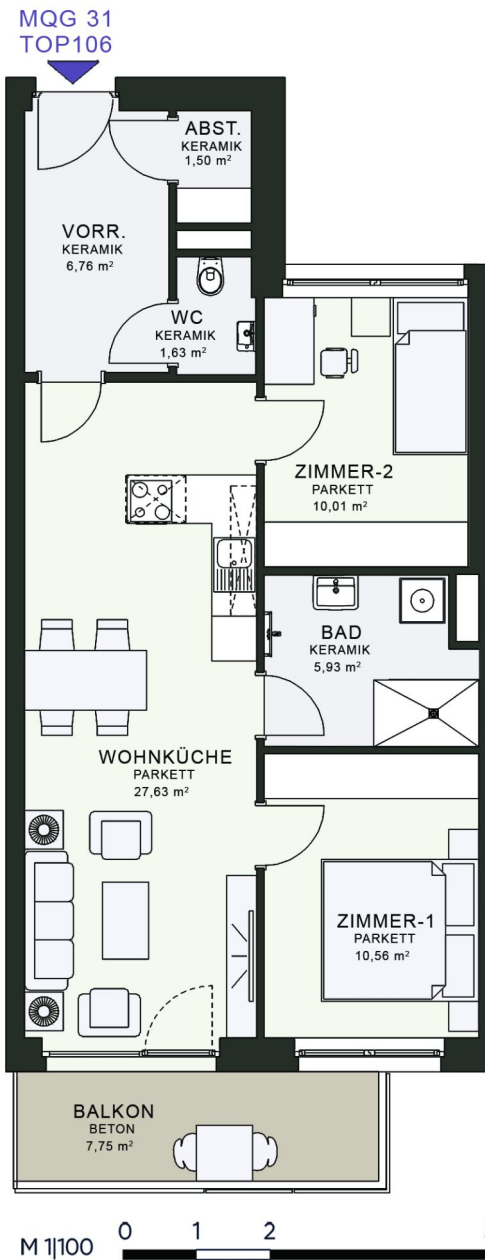 MQG 31
TOP106
ABST.
KERAMIK
1,50 m²
VORR.
KERAMIK
6,76 m²
WC
KERAMIK
1,63 m²
ZIMMER-2
PARKETT
10,01 m²
BAD
KERAMIK
5,93 m²
WOHNKÜCHE
PARKETT
27,63 m²
ZIMMER-1
PARKETT
10,56 m²
BALKON
BETON
7,75 m²
M 1|100
0 1 2